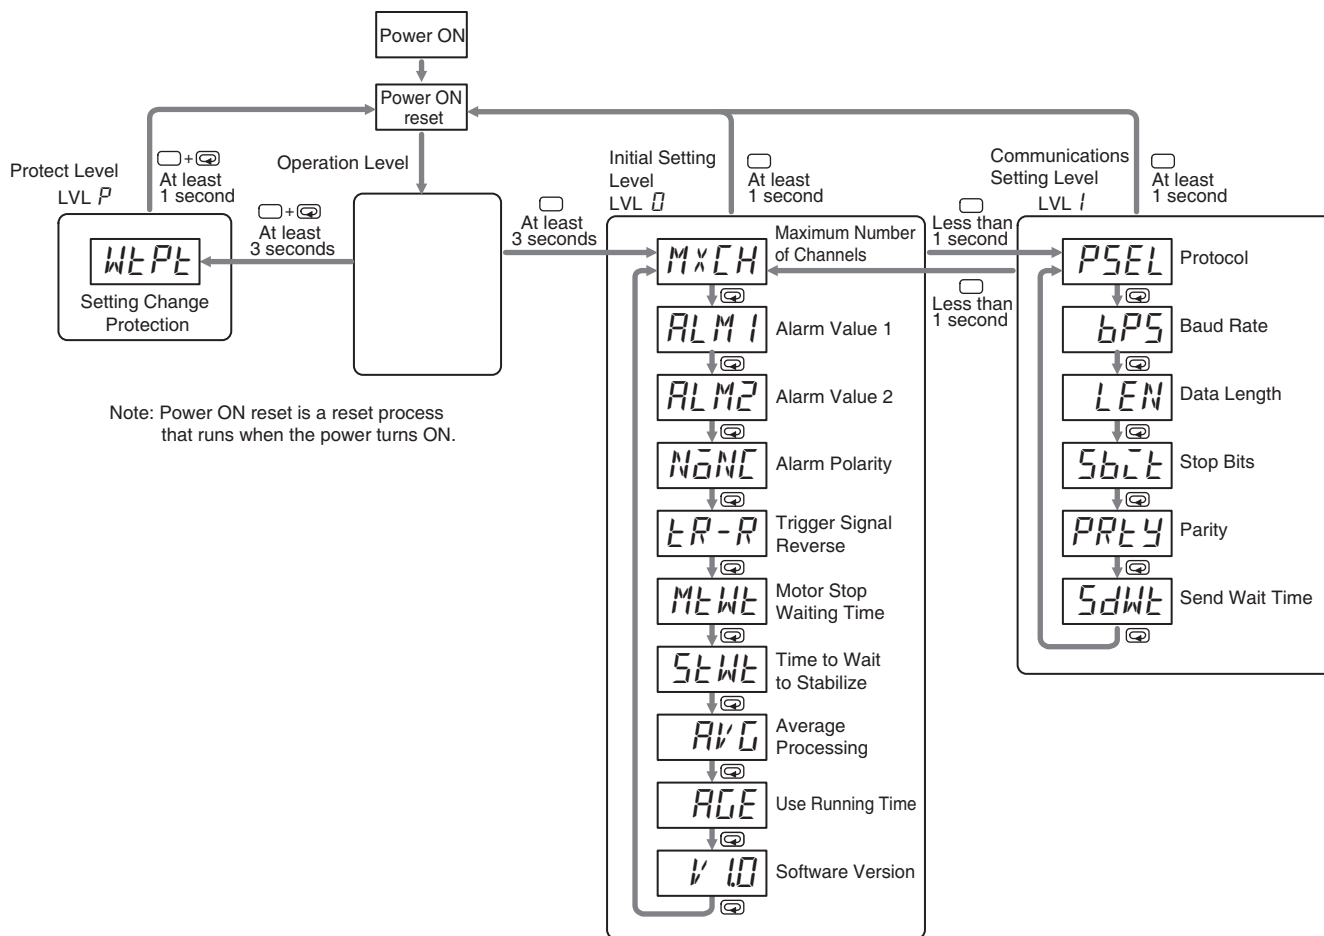 Power ON
Power ON
reset
Protect Level
LVL P
+
At least
1 second
Operation Level
+
At least
3 seconds
WtPt
Setting Change
Protection
Note: Power ON reset is a reset process
that runs when the power turns ON.
At least
3 seconds
Initial Setting
Level
LVL 0
At least
1 second
MXCH
Maximum Number
of Channels
ALM1
Alarm Value 1
ALM2
Alarm Value 2
NoNC
Alarm Polarity
tR-R
Trigger Signal
Reverse
MtWt
Motor Stop
Waiting Time
StWt
Time to Wait
to Stabilize
AVG
Average
Processing
AGE
Use Running Time
V 1.0
Software Version
Less than
1 second
Less than
1 second
Communications
Setting Level
LVL 1
At least
1 second
PSEL
Protocol
bPS
Baud Rate
LEN
Data Length
Sbit
Stop Bits
PRtY
Parity
SdWt
Send Wait Time